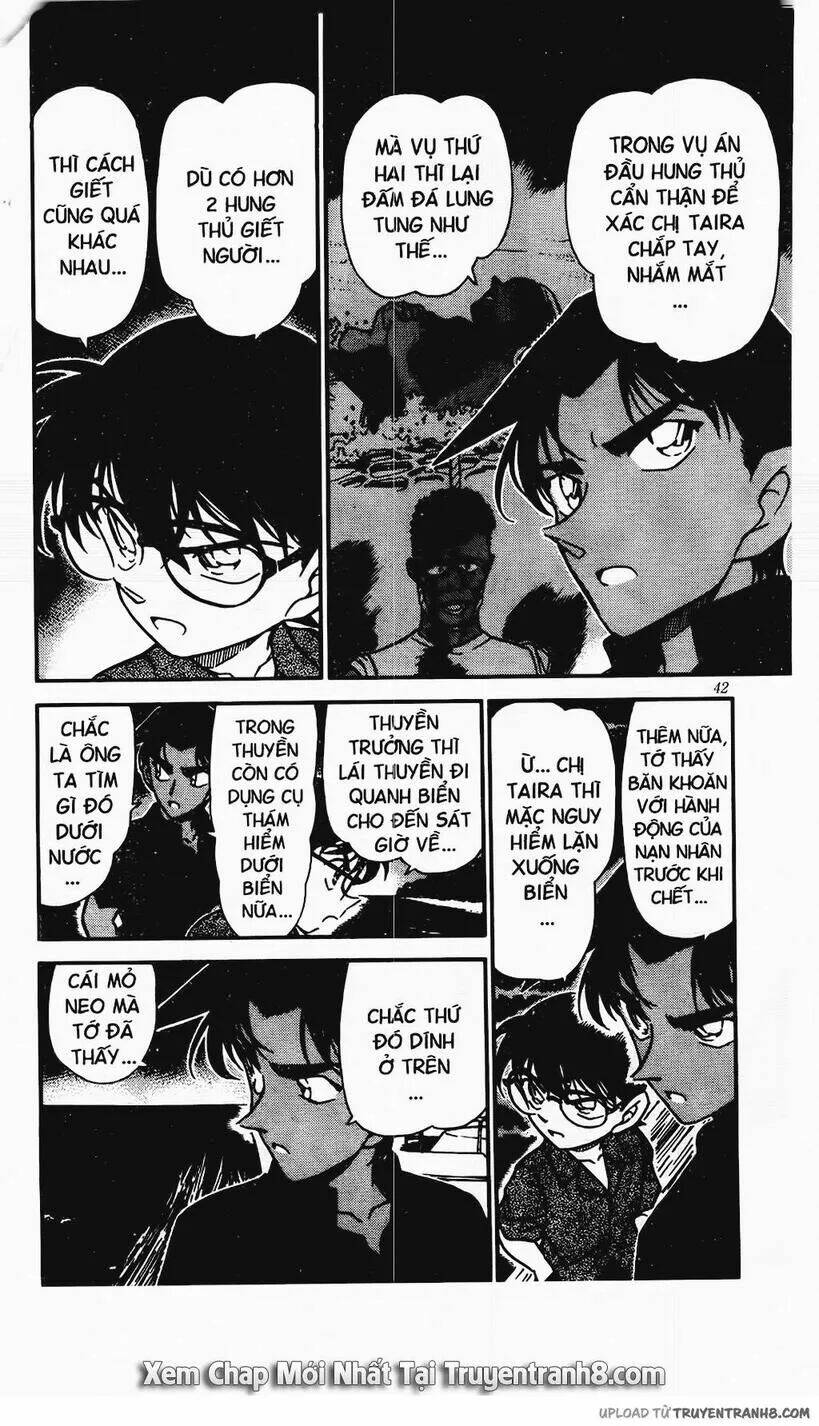 TRONG VỤ ÁN
ĐẦU HUNG THỦ
CẨN THẬN ĐỂ
XÁC CHỊ TAIRA
CHẮP TAY,
NHẮM MẮT
...
MÀ VỤ THỨ
HAI THÌ LẠI
ĐẤM ĐÁ LUNG
TUNG NHƯ
THẾ...
DÙ CÓ HƠN
2 HUNG
THỦ GIẾT
NGƯỜI...
THÌ CÁCH
GIẾT
CŨNG QUÁ
KHÁC
NHAU...
42
THÊM NỮA,
TỚ THẤY
BĂN KHOĂN
VỚI HÀNH
ĐỘNG CỦA
NẠN NHÂN
TRƯỚC KHI
CHẾT...
Ừ... CHỊ
TAIRA THÌ
MẶC NGUY
HIỂM LẶN
XUỐNG
BIỂN
...
THUYỀN
TRƯỞNG THÌ
LÁI THUYỀN ĐI
QUANH BIỂN
CHO ĐẾN SÁT
GIỜ VỀ...
TRONG
THUYỀN
CÒN CÓ
DỤNG CỤ
THÁM
HIỂM
DƯỚI
BIỂN
NỮA...
CHẮC
LÀ ÔNG
TA TÌM
GÌ ĐÓ
DƯỚI
NƯỚC
...
CHẮC THỨ
ĐÓ DÍNH
Ở TRÊN
...
CÁI MỎ
NEO MÀ
TỚ ĐÃ
THẤY...
Xem Chap Mới Nhất Tại Truyentranh8.com
UPLOAD TỪ TRUYENTRANH8.COM